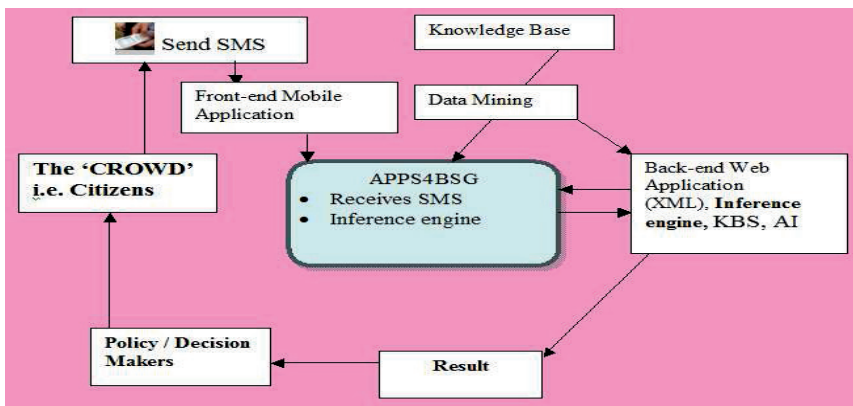 Send SMS
Knowledge Base
Front-end Mobile
Application
Data Mining
The ‘CROWD’
i.e. Citizens
APPS4BSG
• Receives SMS
• Inference engine
Back-end Web
Application
(XML), Inference
engine, KBS, AI
Policy / Decision
Makers
Result